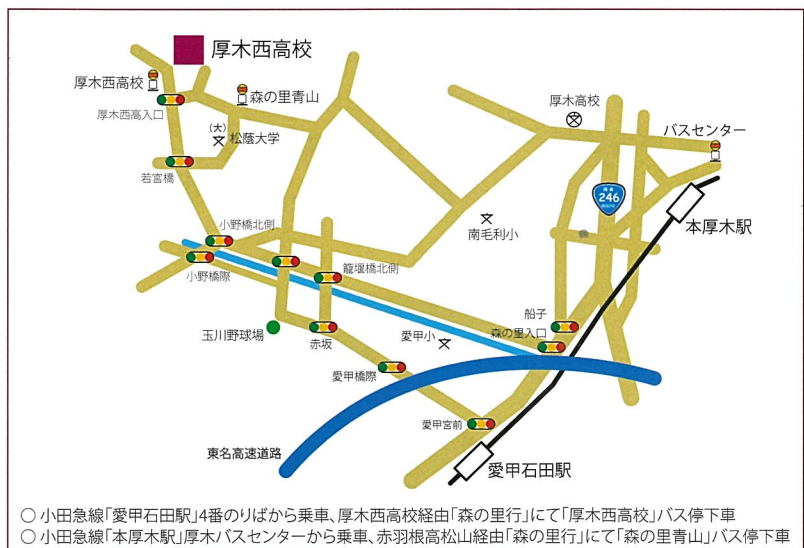 厚木西高校
厚木西高校
森の里青山
厚木西高入口
(大)
松蔭大学
若宮橋
厚木高校
バスセンター
国道
246
ROUTE
本厚木駅
小野橋北側
南毛利小
小野橋際
籠堰橋北側
船子
玉川野球場
赤坂
愛甲小
森の里入口
愛甲橋際
愛甲宮前
東名高速道路
愛甲石田駅
○ 小田急線「愛甲石田駅」4番のりばから乗車、厚木西高校経由「森の里行」にて「厚木西高校」バス停下車
○ 小田急線「本厚木駅」厚木バスセンターから乗車、赤羽根高松山経由「森の里行」にて「森の里青山」バス停下車